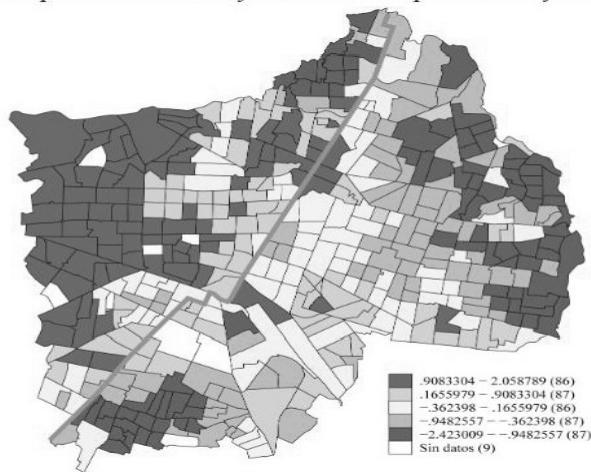 .9083304 − 2.058789 (86)
.1655979 − .9083304 (87)
−.362398 − .1655979 (86)
−.9482557 − −.362398 (87)
−2.423009 − −.9482557 (87)
Sin datos (9)